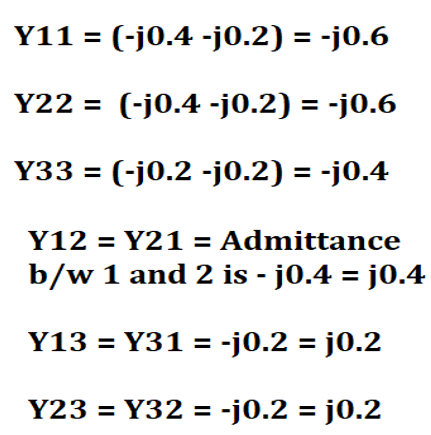 Y11 = (-j0.4 -j0.2) = -j0.6
Y22 = (-j0.4 -j0.2) = -j0.6
Y33 = (-j0.2 -j0.2) = -j0.4
Y12 = Y21 = Admittance
b/w 1 and 2 is - j0.4 = j0.4
Y13 = Y31 = -j0.2 = j0.2
Y23 = Y32 = -j0.2 = j0.2